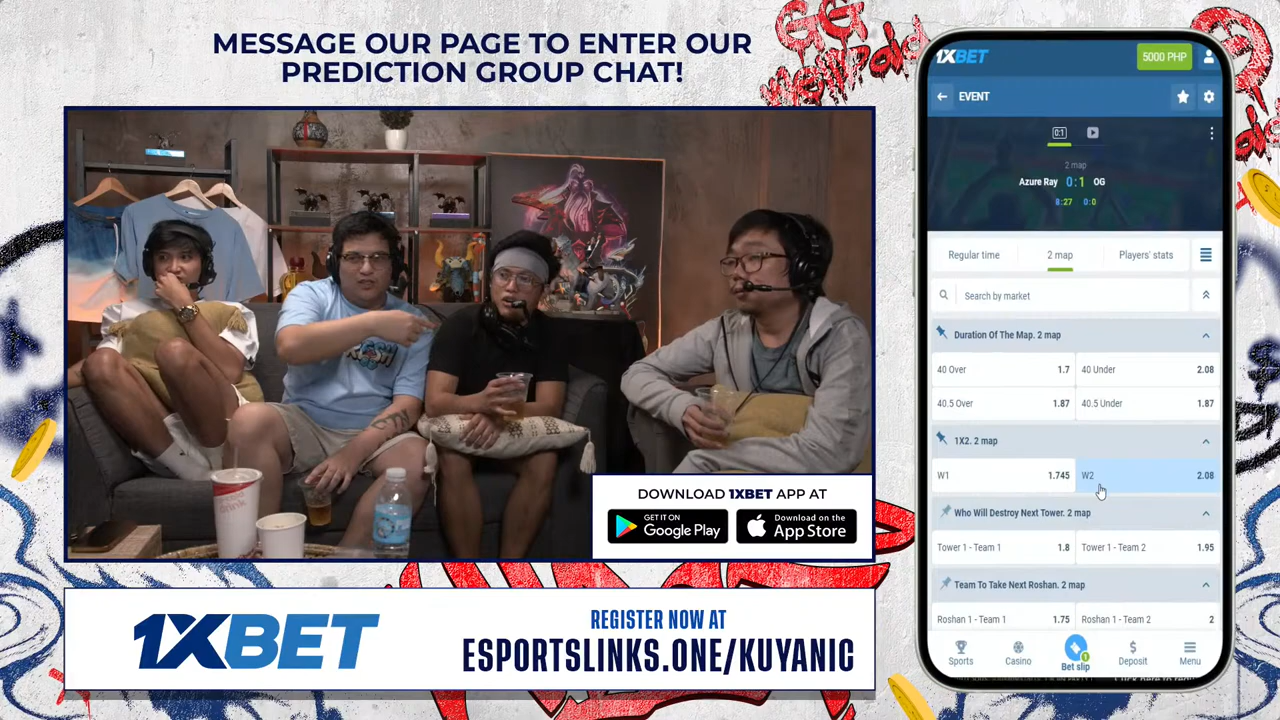 MESSAGE OUR PAGE TO ENTER OUR
PREDICTION GROUP CHAT!
DOWNLOAD 1XBET APP AT
GET IT ON
Google Play
Download on the
App Store
1XBET
REGISTER NOW AT
ESPORTSLINKS.ONE/KUYANIC
1XBET
5000 PHP
EVENT
0:1
2 map
Azure Ray 0:1 OG
8:27 0:0
Regular time 2 map Players' stats
Search by market
Duration Of The Map. 2 map
40 Over 1.7 40 Under 2.08
40.5 Over 1.87 40.5 Under 1.87
1X2. 2 map
W1 1.745 W2 2.08
Who Will Destroy Next Tower. 2 map
Tower 1 - Team 1 1.8 Tower 1 - Team 2 1.95
Team To Take Next Roshan. 2 map
Roshan 1 - Team 1 1.75 Roshan 1 - Team 2 2
Sports Casino Bet slip 1 Deposit Menu